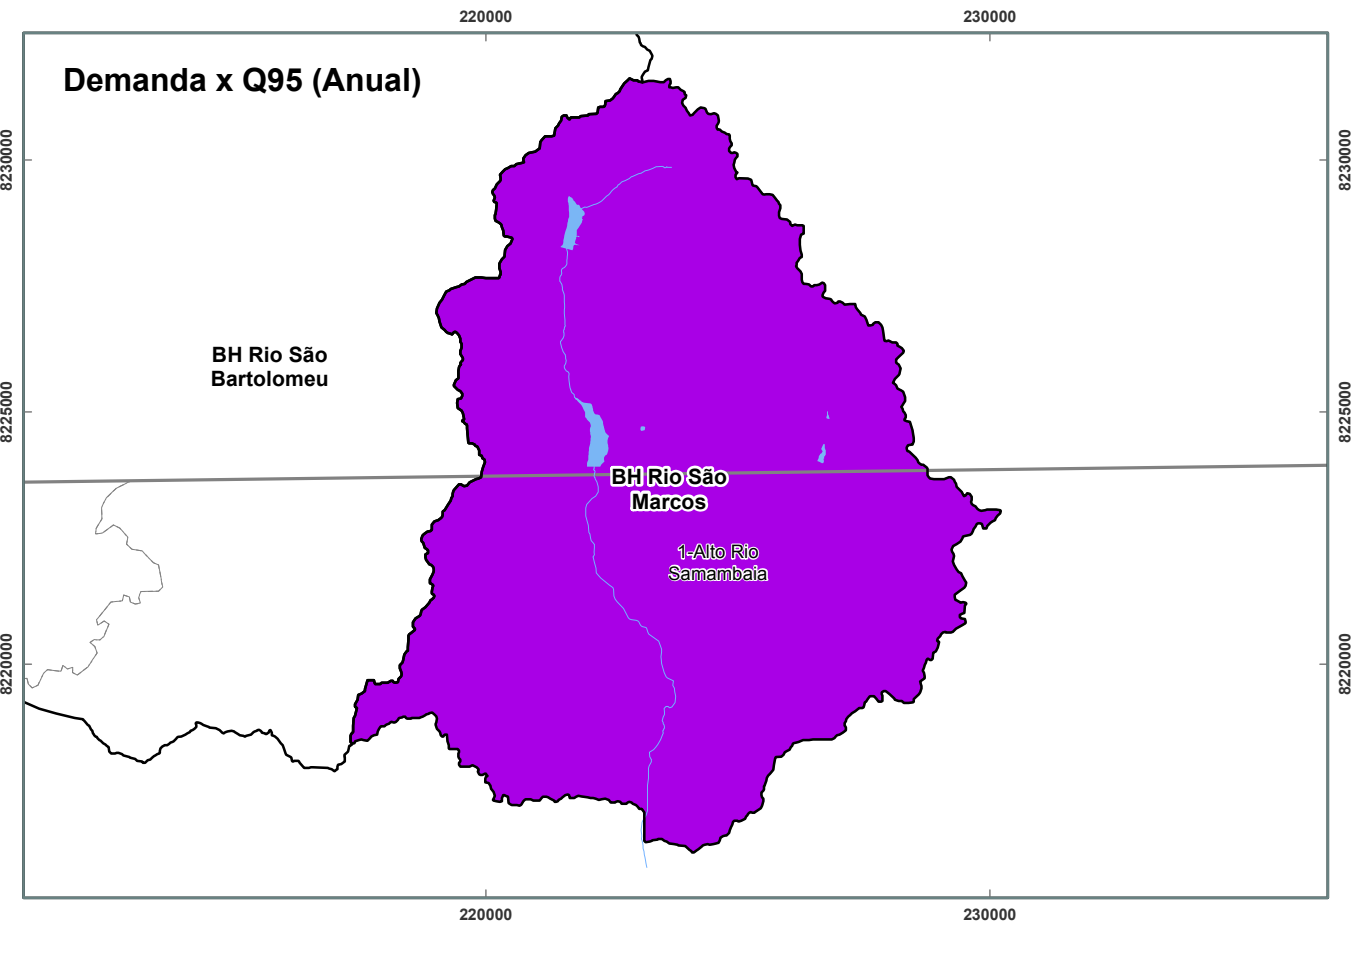 220000
230000
Demanda x Q95 (Anual)
8230000
8230000
BH Rio São
Bartolomeu
8225000
8225000
BH Rio São
Marcos
1-Alto Rio
Samambaia
8220000
8220000
220000
230000